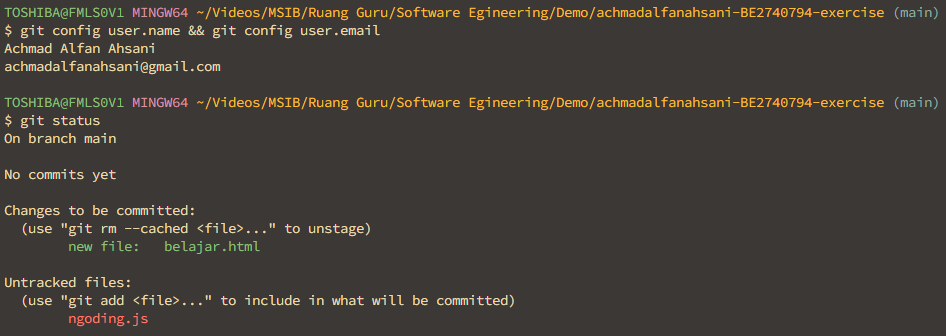 TOSHIBA@FMLS0Vl MINGW64 ~/Videos/MSIB/Ruang Guru/Software Egineering/Demo/achmadalfanahsani-BE2740794-exercise (main)
$ git config user.name && git config user.email
Achmad Alfan Ahsani
achmadalfanahsani@gmail.com

TOSHIBA@FMLS0Vl MINGW64 ~/Videos/MSIB/Ruang Guru/Software Egineering/Demo/achmadalfanahsani-BE2740794-exercise (main)
$ git status
On branch main

No commits yet

Changes to be committed:
  (use "git rm --cached <file>..." to unstage)
        new file:   belajar.html

Untracked files:
  (use "git add <file>..." to include in what will be committed)
        ngoding.js